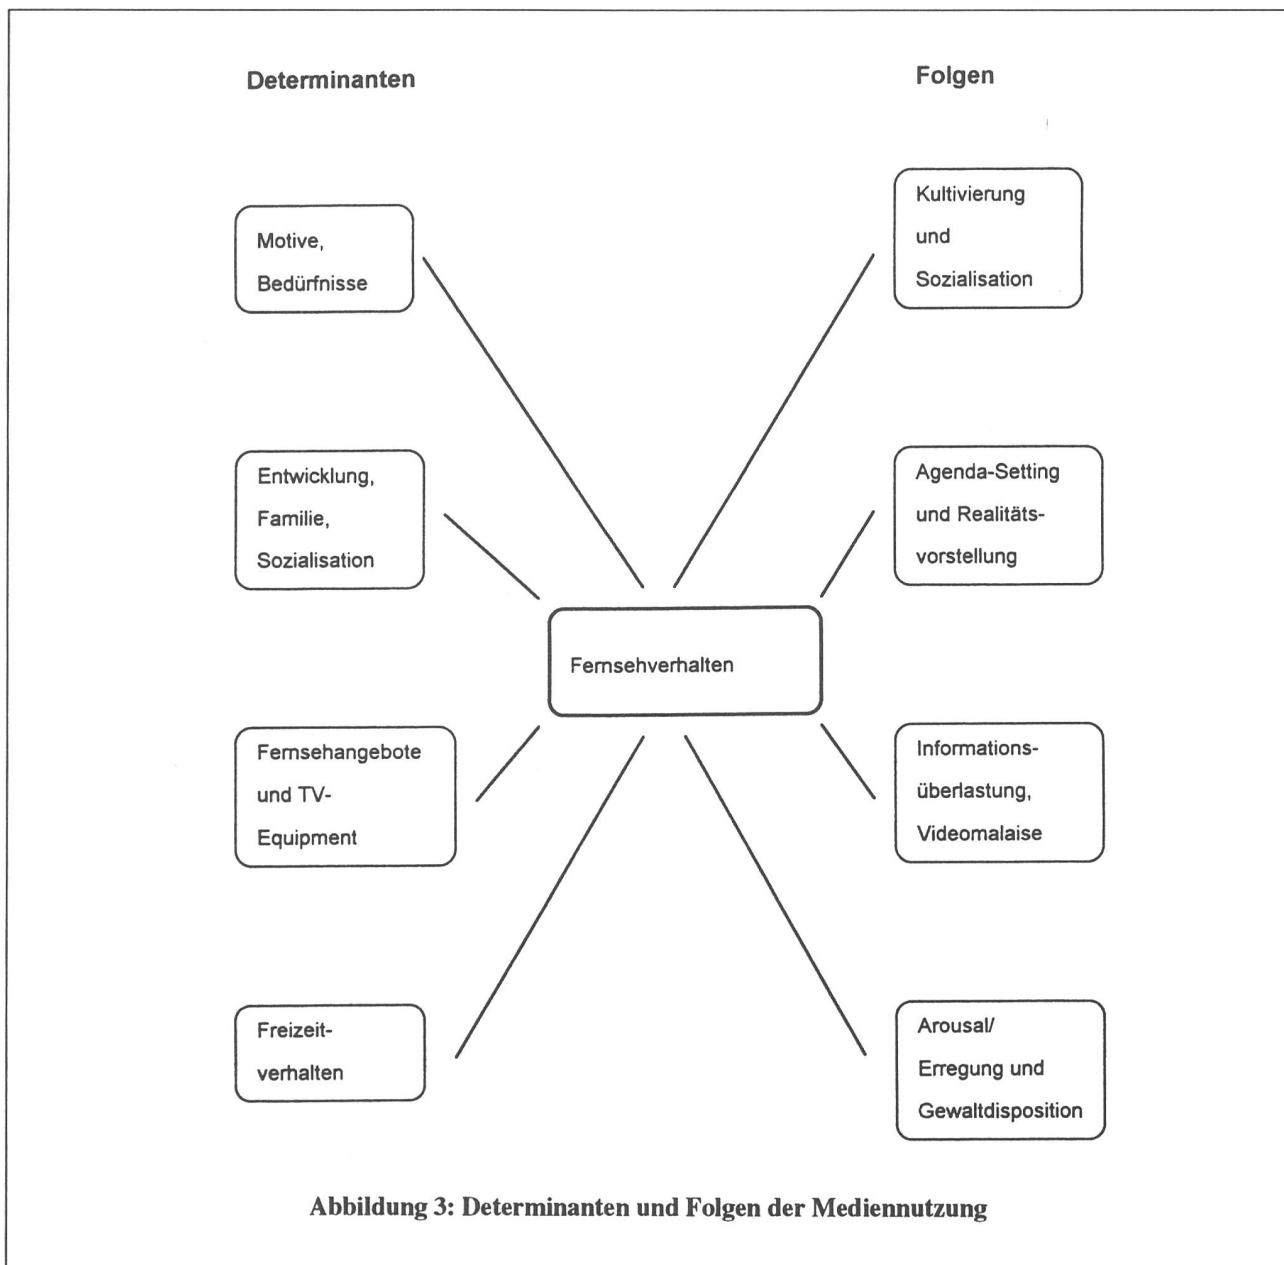 Determinanten
Folgen
Motive,
Bedürfnisse
Entwicklung,
Familie,
Sozialisation
Fernsehangebote
und TV-
Equipment
Freizeit-
verhalten
Fernsehverhalten
Kultivierung
und
Sozialisation
Agenda-Setting
und Realitäts-
vorstellung
Informations-
überlastung,
Videomalaise
Arousal/
Erregung und
Gewaltdisposition
Abbildung 3: Determinanten und Folgen der Mediennutzung